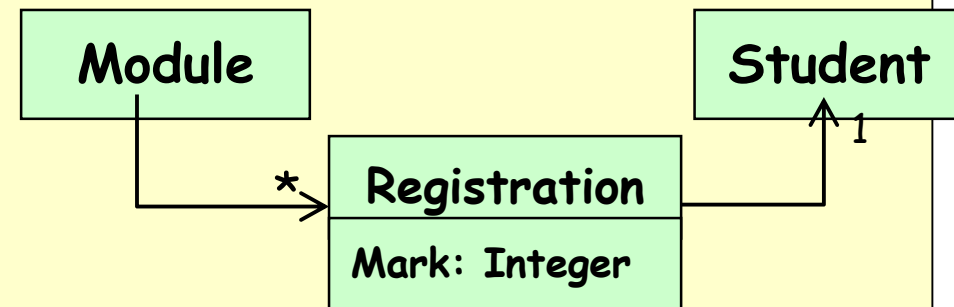 Module
Student
1
*
Registration
Mark: Integer